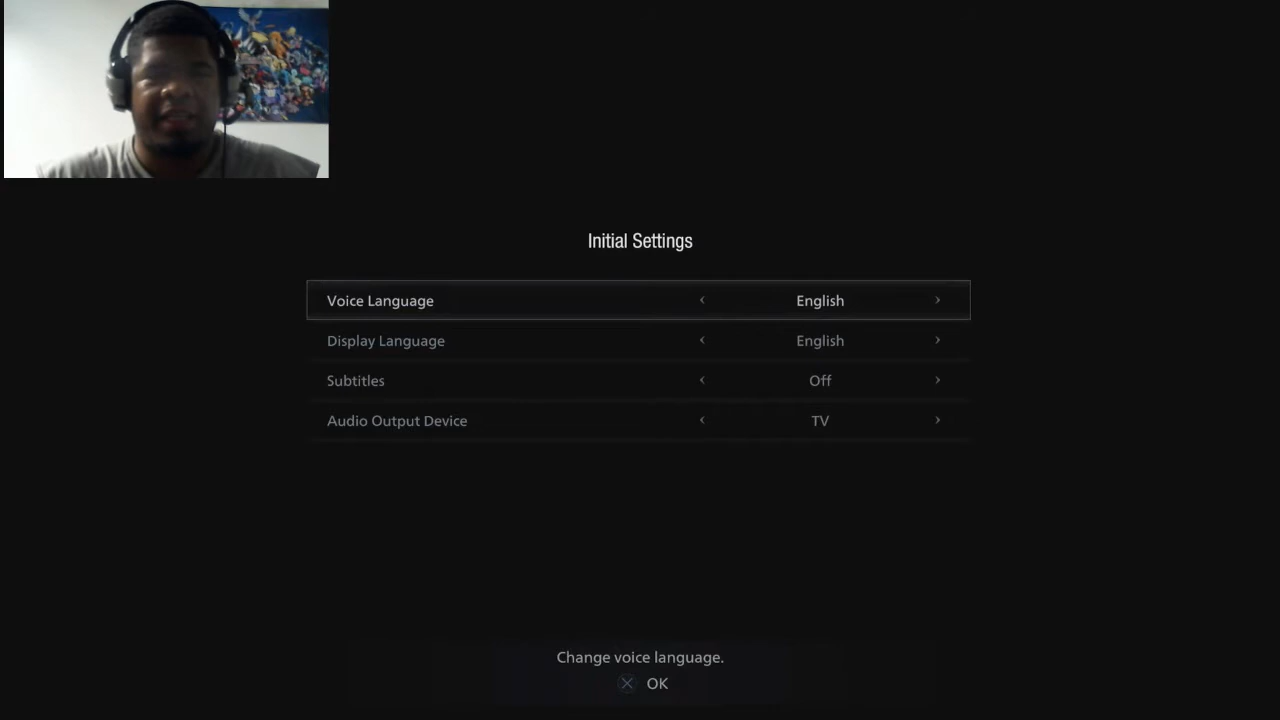 Initial Settings
Voice Language English
Display Language English
Subtitles Off
Audio Output Device TV
Change voice language.
OK